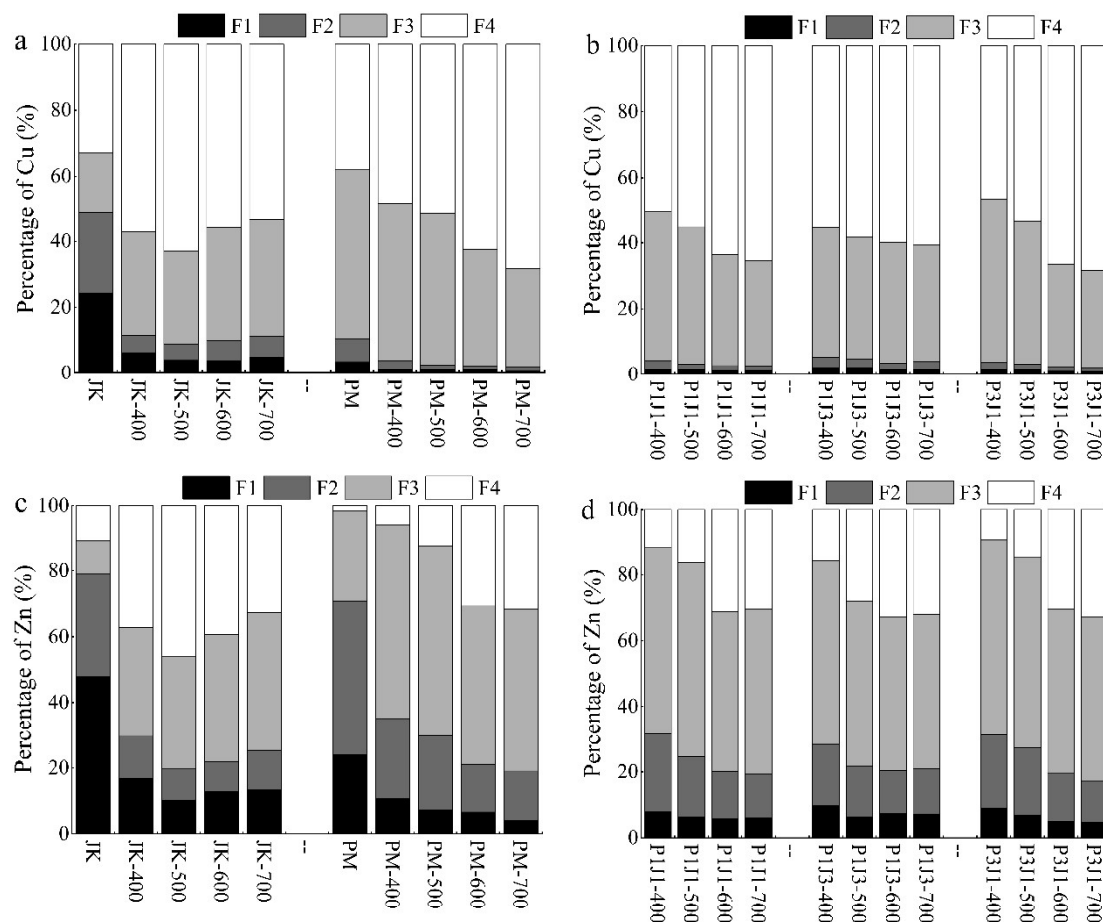 a
F1 F2 F3 F4
Percentage of Cu (%)
100
80
60
40
20
0
JK
JK-400
JK-500
JK-600
JK-700
--
PM
PM-400
PM-500
PM-600
PM-700
b
F1 F2 F3 F4
Percentage of Cu (%)
100
80
60
40
20
0
P1J1-400
P1J1-500
P1J1-600
P1J1-700
--
P1J3-400
P1J3-500
P1J3-600
P1J3-700
--
P3J1-400
P3J1-500
P3J1-600
P3J1-700
c
F1 F2 F3 F4
Percentage of Zn (%)
100
80
60
40
20
0
JK
JK-400
JK-500
JK-600
JK-700
--
PM
PM-400
PM-500
PM-600
PM-700
d
F1 F2 F3 F4
Percentage of Zn (%)
100
80
60
40
20
0
P1J1-400
P1J1-500
P1J1-600
P1J1-700
--
P1J3-400
P1J3-500
P1J3-600
P1J3-700
--
P3J1-400
P3J1-500
P3J1-600
P3J1-700